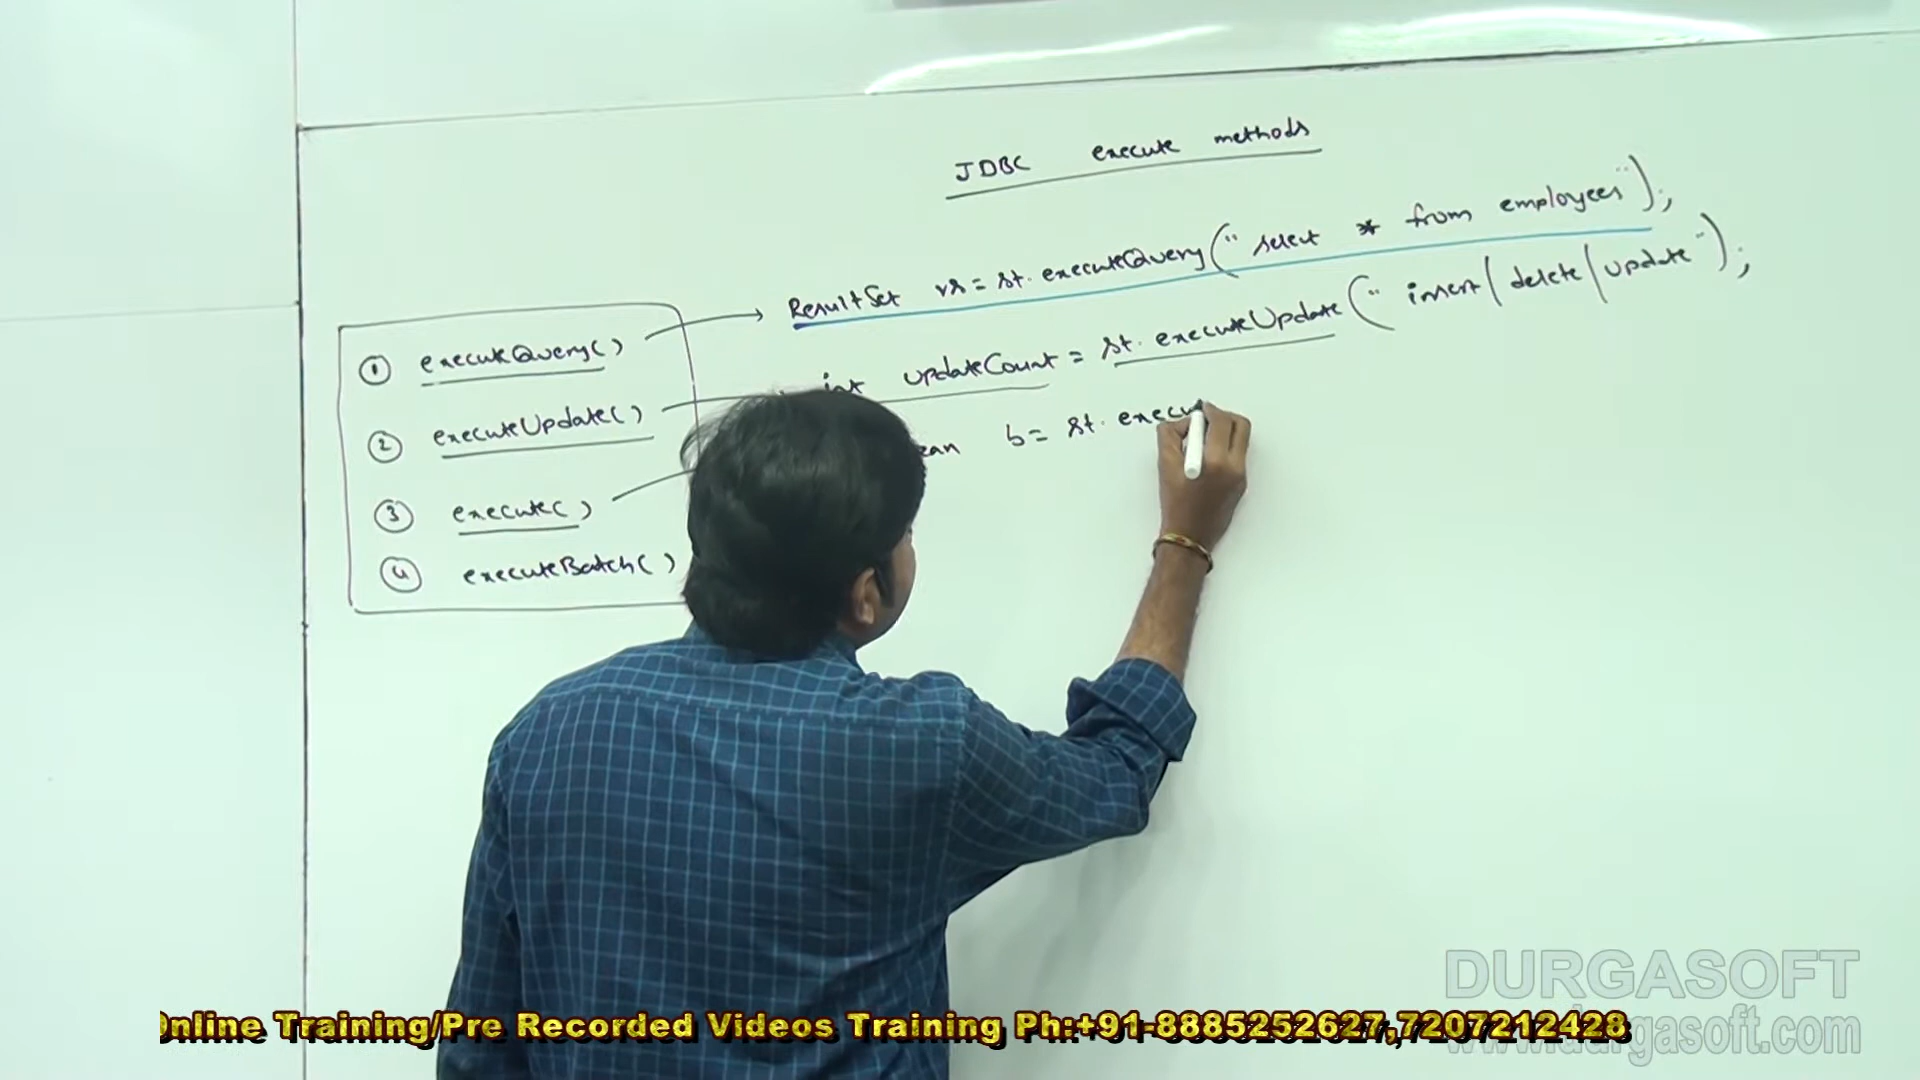 JDBC execute methods
ResultSet rs = st.executeQuery(" select * from employees");
① executeQuery()
int updateCount = st.executeUpdate(" insert/delete/update");
② executeUpdate()
b= st.execu
③ execute()
④ executeBatch()
DURGASOFT
Online Training/Pre Recorded Videos Training Ph:+91-8885252627,7207212428
www.durgasoft.com